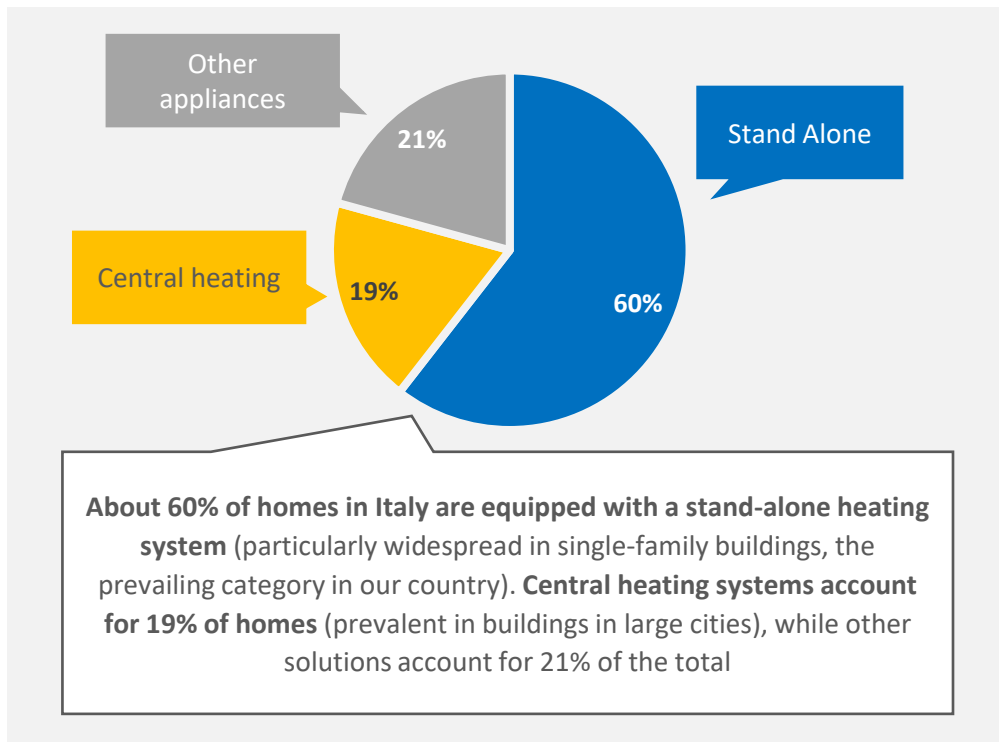 Other
appliances
21%
Stand Alone
Central heating
19%
60%
About 60% of homes in Italy are equipped with a stand-alone heating
system (particularly widespread in single-family buildings, the
prevailing category in our country). Central heating systems account
for 19% of homes (prevalent in buildings in large cities), while other
solutions account for 21% of the total